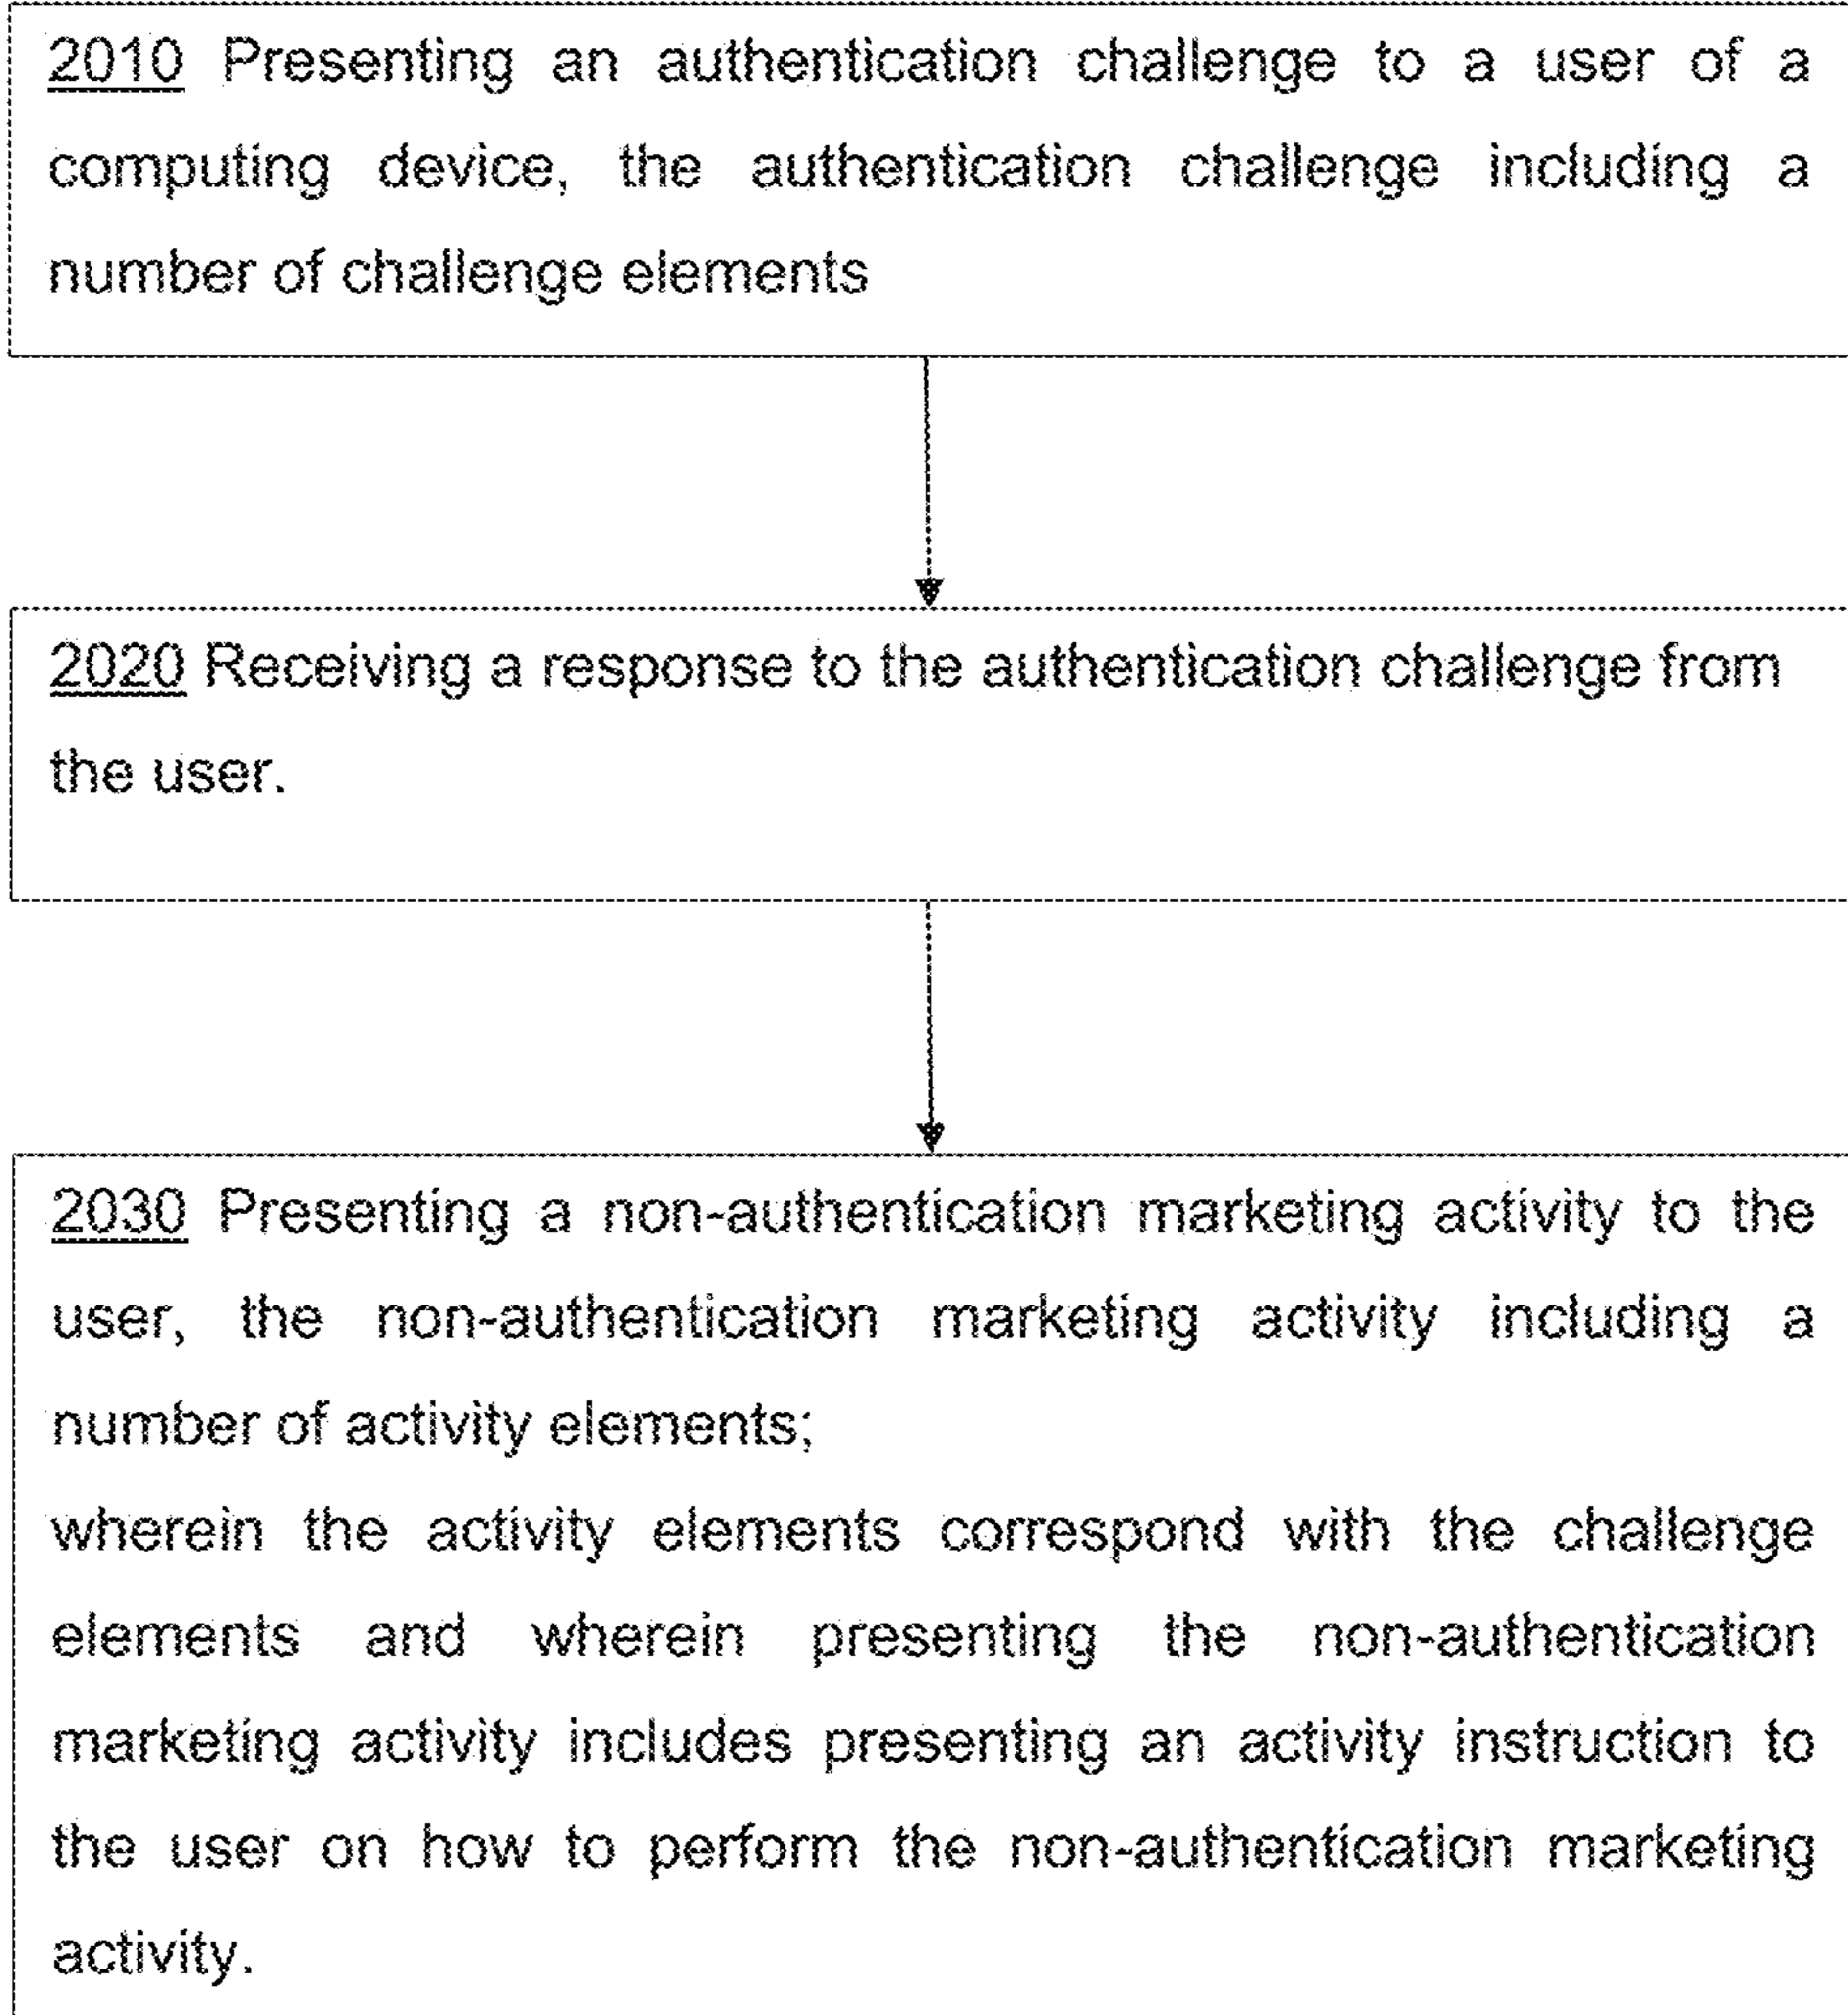 2010 Presenting an authentication challenge to a user of a
computing device, the authentication challenge including a
number of challenge elements
2020 Receiving a response to the authentication challenge from
the user.
2030 Presenting a non-authentication marketing activity to the
user, the non-authentication marketing activity including a
number of activity elements;
wherein the activity elements correspond with the challenge
elements and wherein presenting the non-authentication
marketing activity includes presenting an activity instruction to
the user on how to perform the non-authentication marketing
activity.